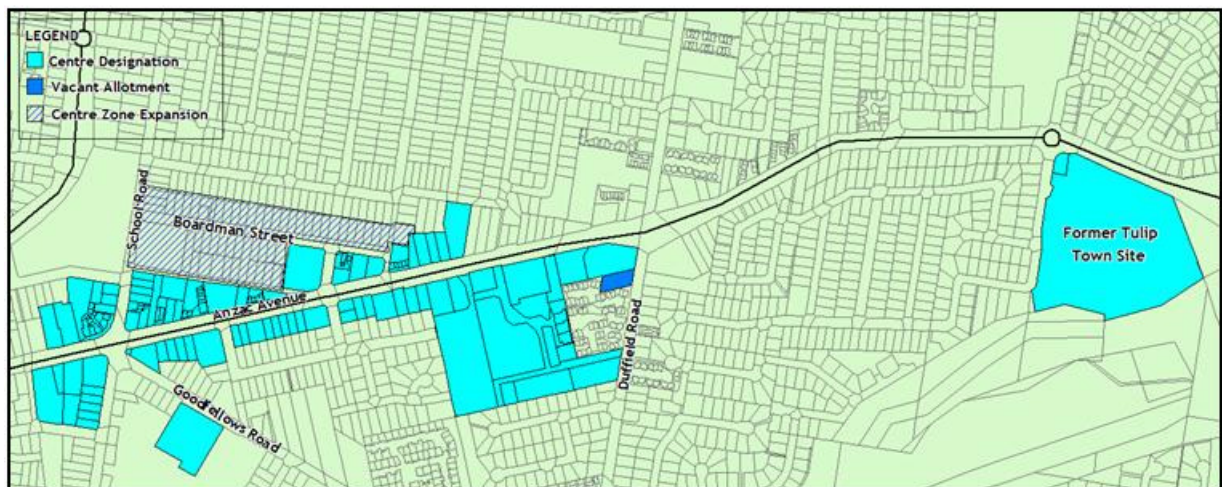 LEGEND
Centre Designation
Vacant Allotment
Centre Zone Expansion
School Road
Boardman Street
Anzac Avenue
Goodfellows Road
Duffield Road
Former Tulip
Town Site